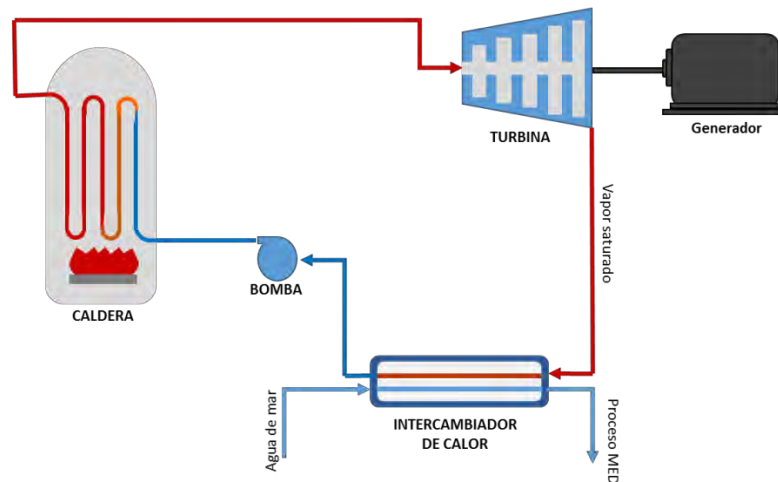 TURBINA
Generador
Vapor saturado
BOMBA
CALDERA
Agua de mar
INTERCAMBIADOR
DE CALOR
Proceso MED